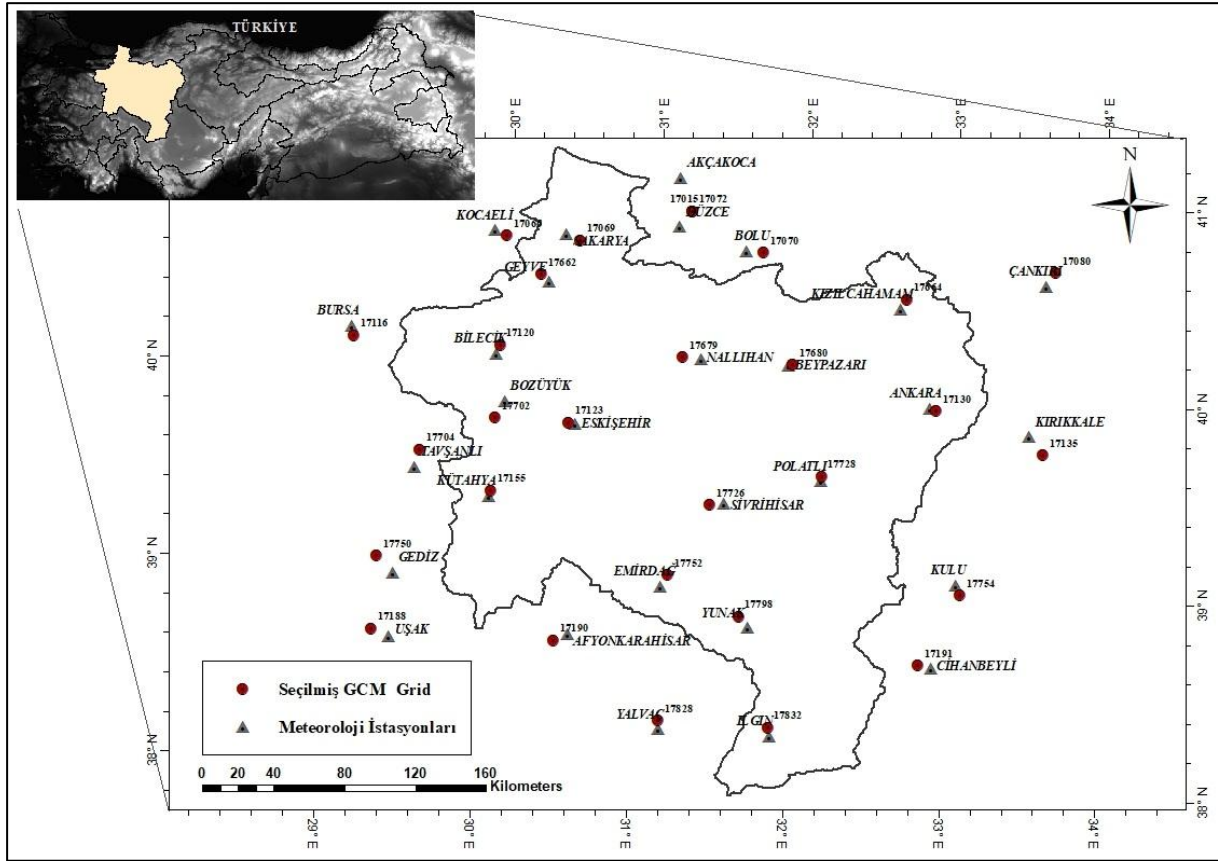 TÜRKİYE
30° E
31° E
32° E
33° E
34° E
N
AKÇAKOCA
17015 17072
DÜZCE
KOCAELİ
17069
SAKARYA
BOLU
17070
17080
ÇANKIRI
GEYVE 17662
KIZILCAHAMAM 17664
BURSA
17116
BİLECİK 17120
17679
NALLIHAN
17680
BEYPAZARI
BOZÜYÜK
17702
17123
ESKİŞEHİR
ANKARA
17130
KIRIKKALE
17135
17704
TAVŞANLI
KÜTAHYA 17155
POLATLI 17728
17726
SİVRİHİSAR
17750
GEDİZ
EMİRDAĞ 17752
KULU
17754
17188
UŞAK
YUNAK 17798
17190
AFYONKARAHİSAR
17191
CİHANBEYLİ
YALVAÇ 17828
ILGIN 17832
41° N
40° N
39° N
38° N
40° N
39° N
38° N
Seçilmiş GCM Grid
Meteoroloji İstasyonları
0 20 40 80 120 160
Kilometers
29° E
30° E
31° E
32° E
33° E
34° E